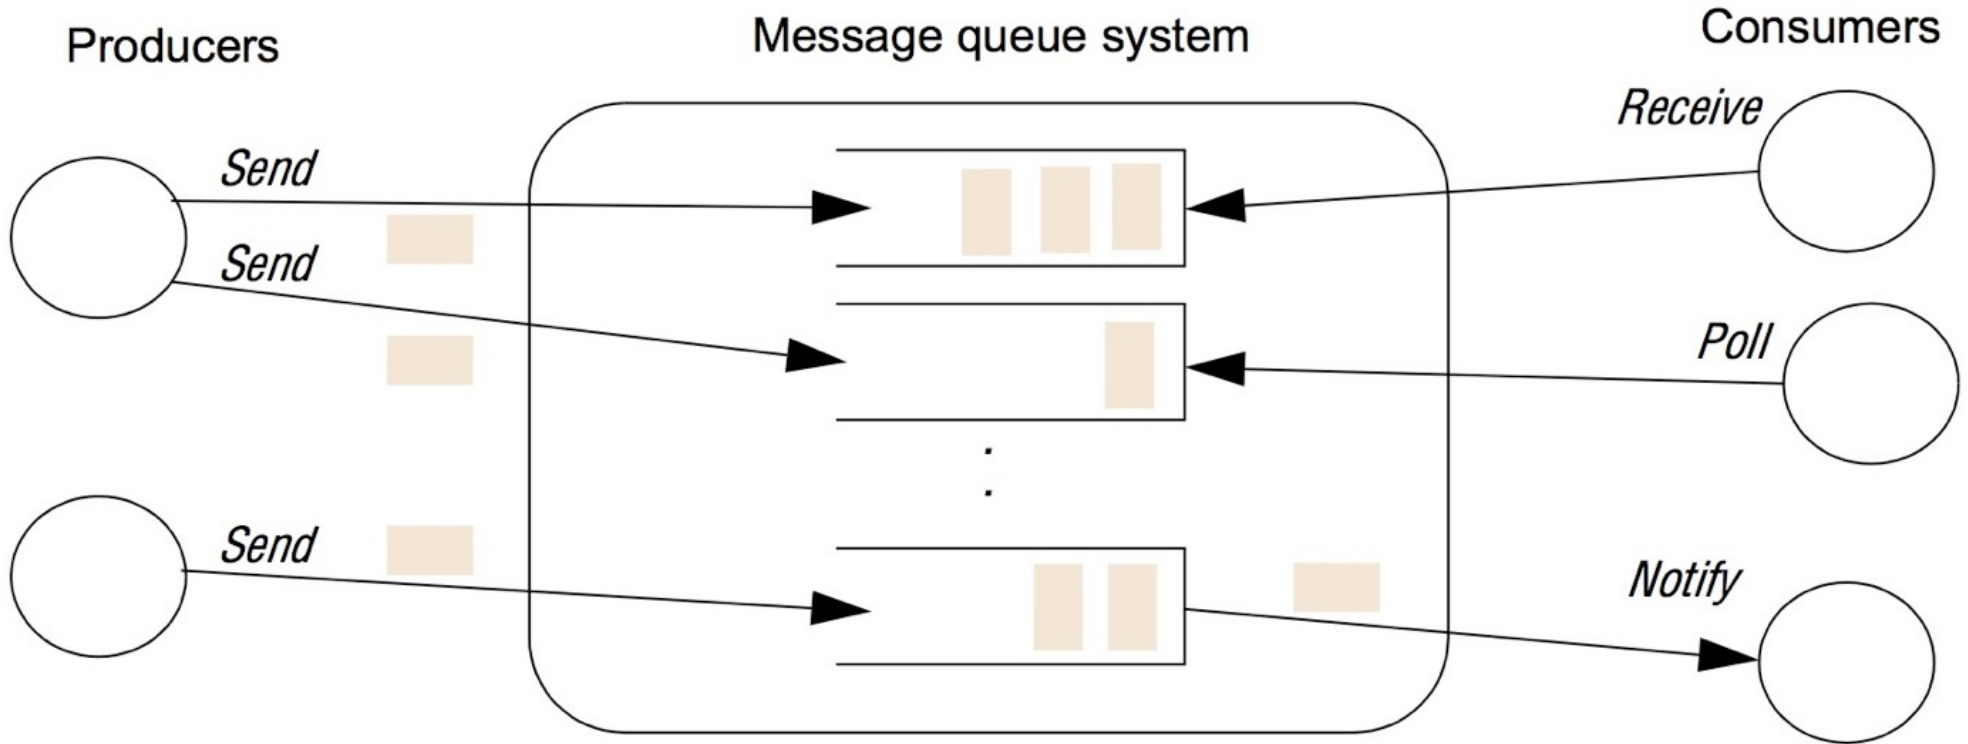 Producers
Message queue system
Consumers
Send
Send
Send
Receive
Poll
Notify